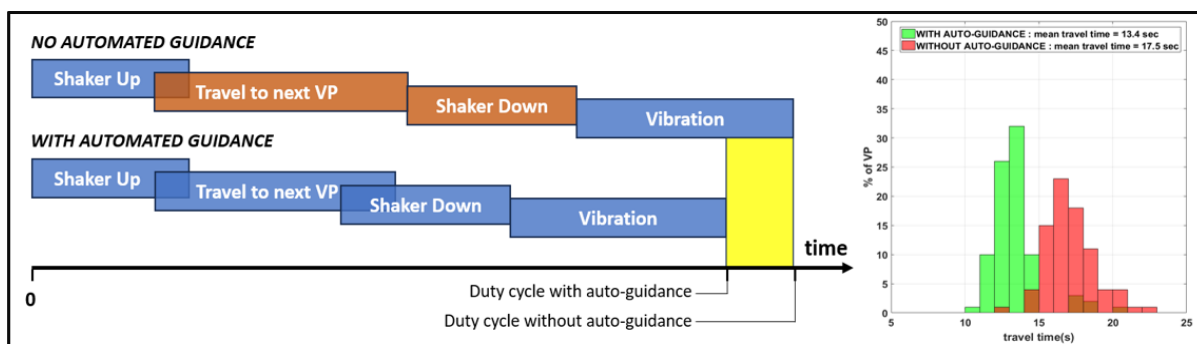 NO AUTOMATED GUIDANCE
Shaker Up
Travel to next VP
Shaker Down
Vibration
WITH AUTOMATED GUIDANCE
Shaker Up
Travel to next VP
Shaker Down
Vibration
time
0
Duty cycle with auto-guidance
Duty cycle without auto-guidance
WITH AUTO-GUIDANCE : mean travel time = 13.4 sec
WITHOUT AUTO-GUIDANCE : mean travel time = 17.5 sec
% of VP
50
45
40
35
30
25
20
15
10
5
0
5 10 15 20 25
travel time(s)